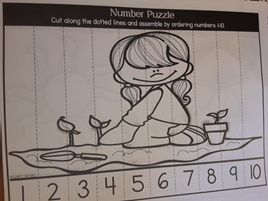 Number Puzzle
Cut along the dotted lines and assemble by ordering numbers 1-10
1 2 3 4 5 6 7 8 9 10